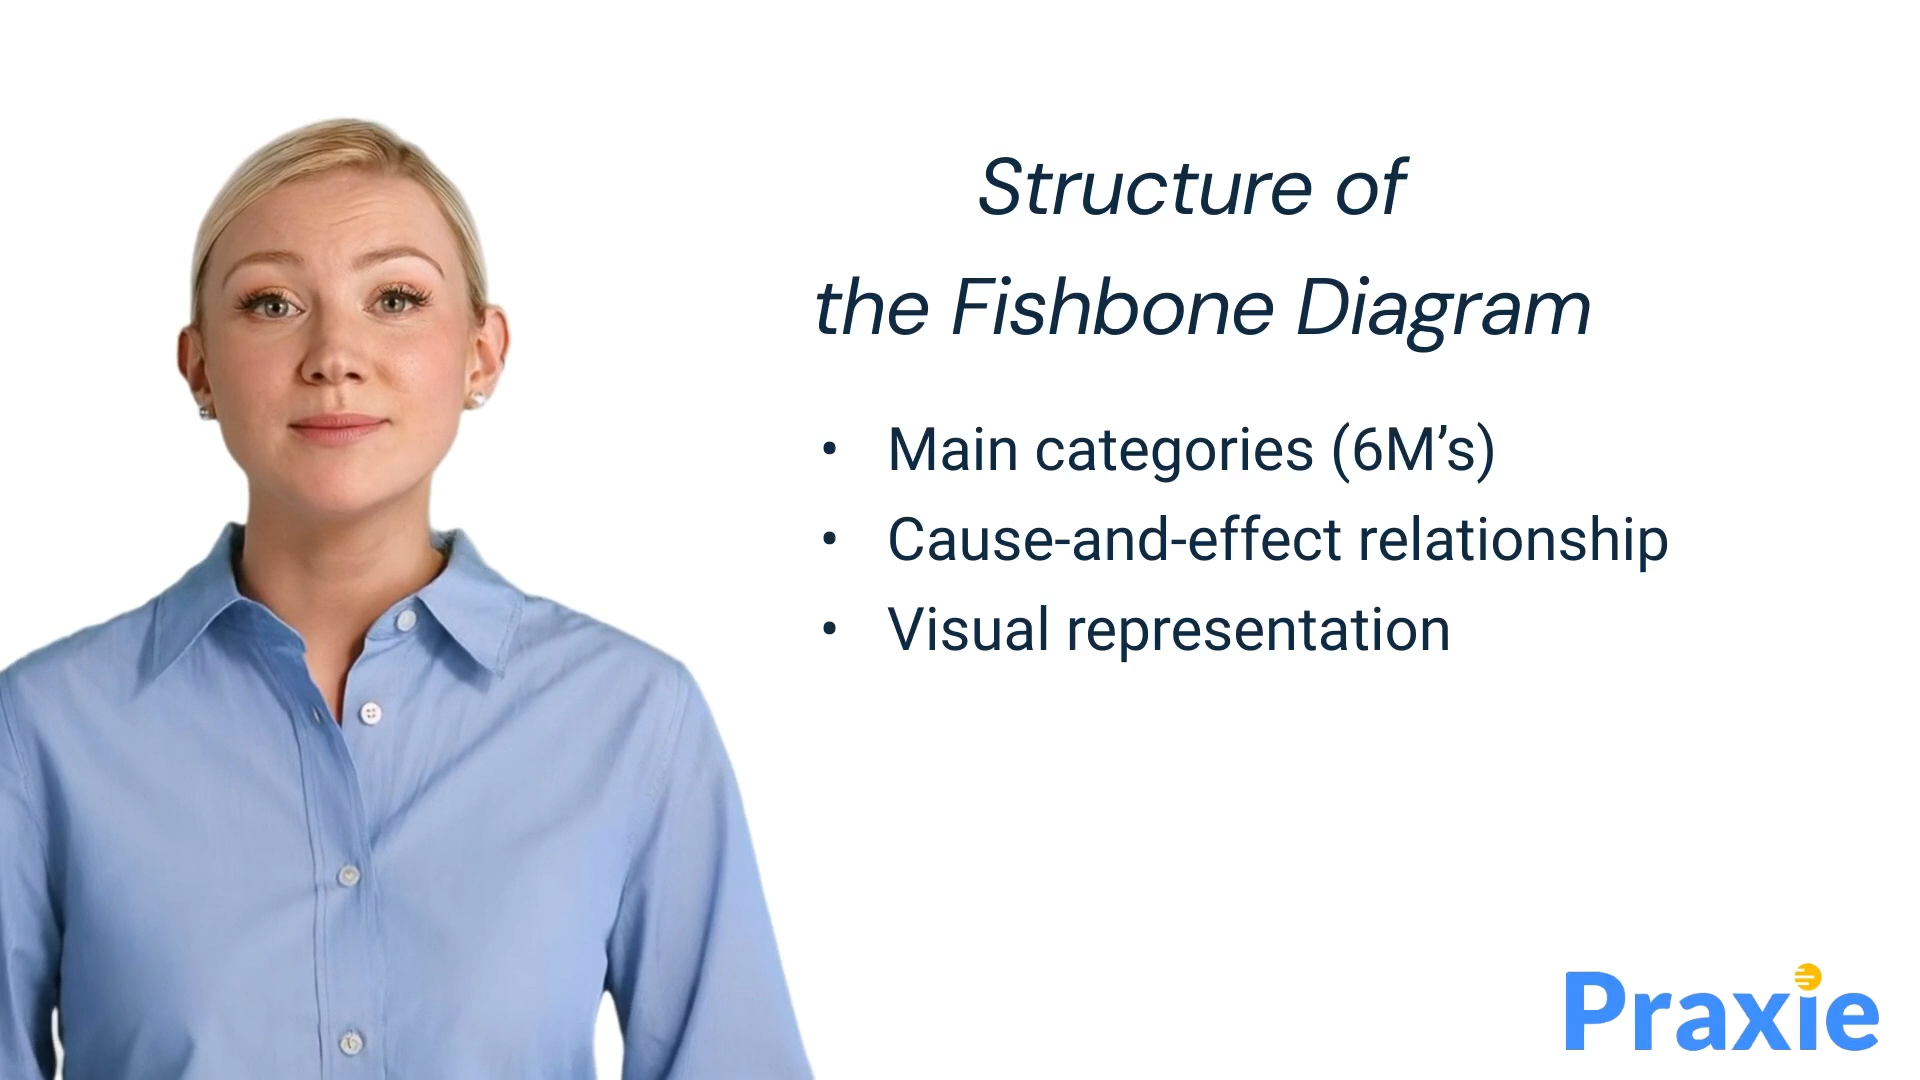 Structure of
the Fishbone Diagram
• Main categories (6M’s)
• Cause-and-effect relationship
• Visual representation
Praxie